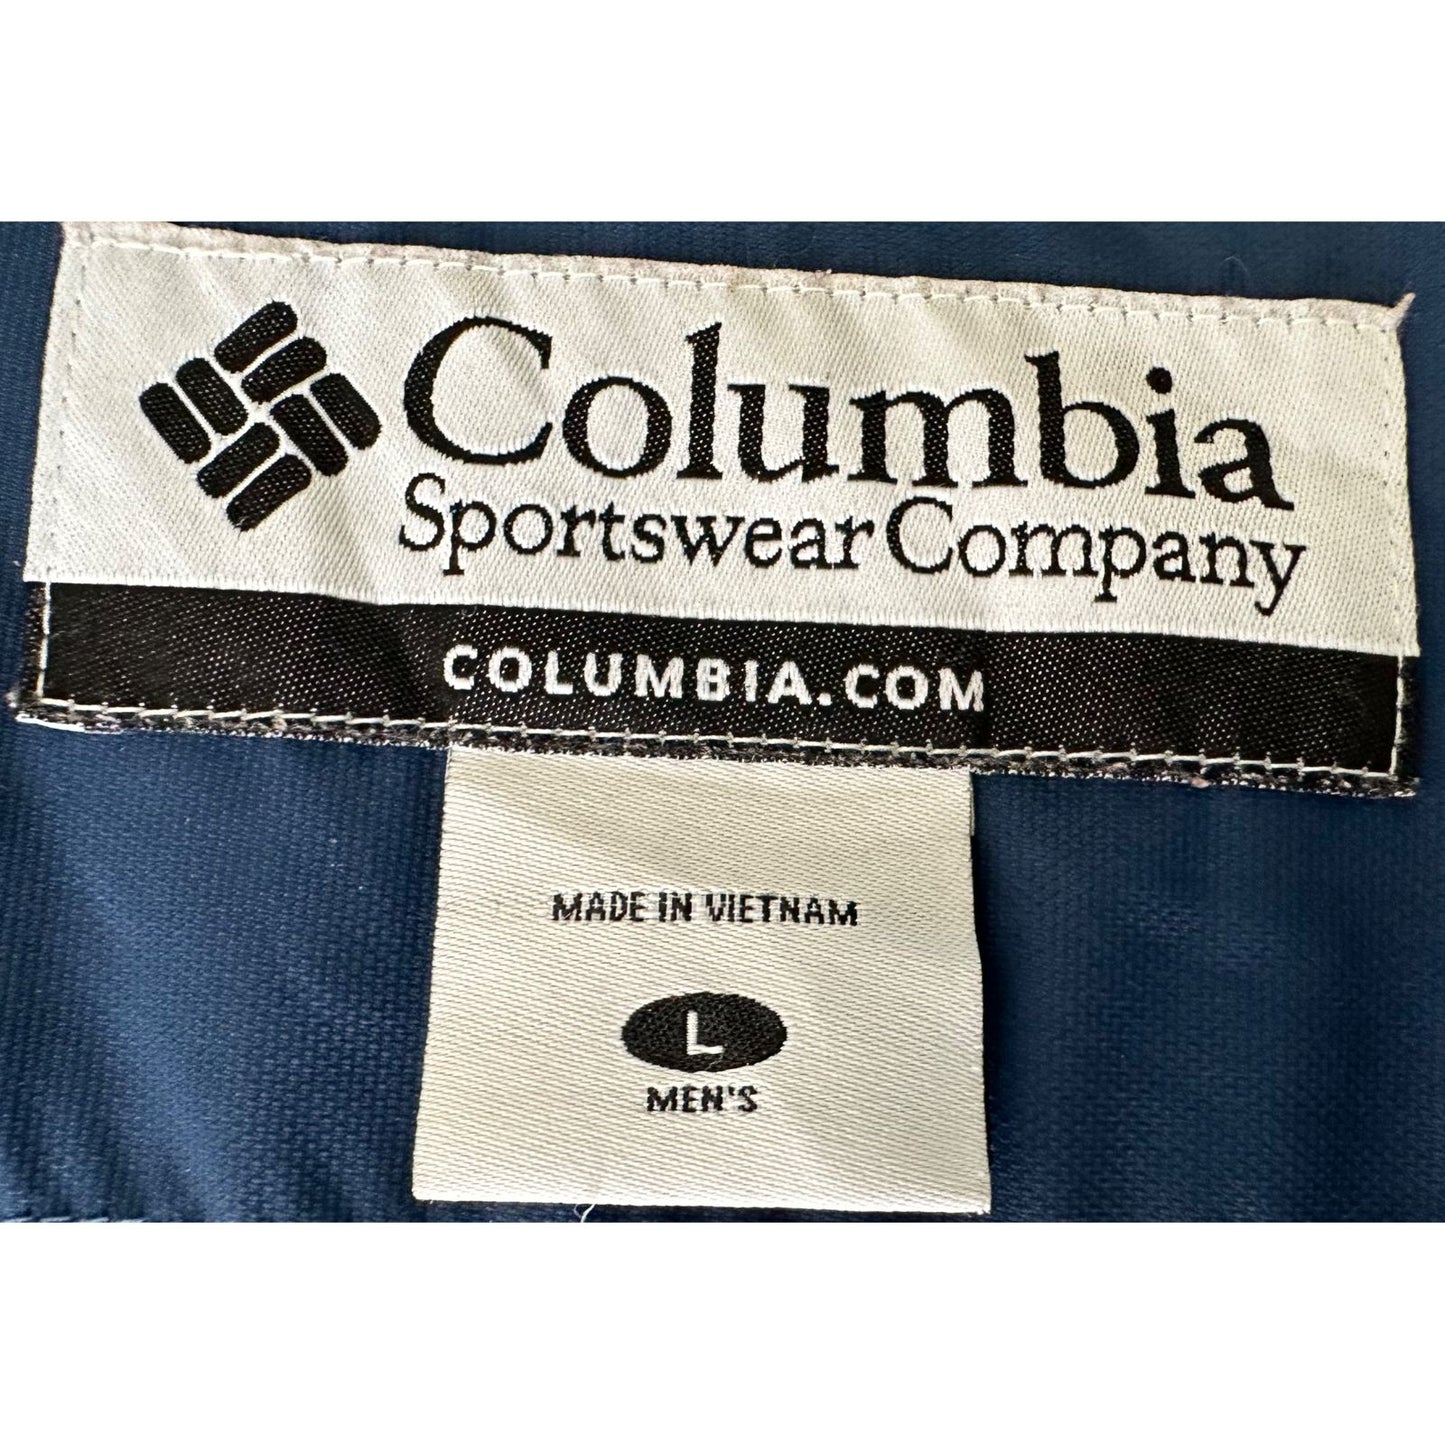 Columbia
Sportswear Company
COLUMBIA.COM
MADE IN VIETNAM
L
MEN'S